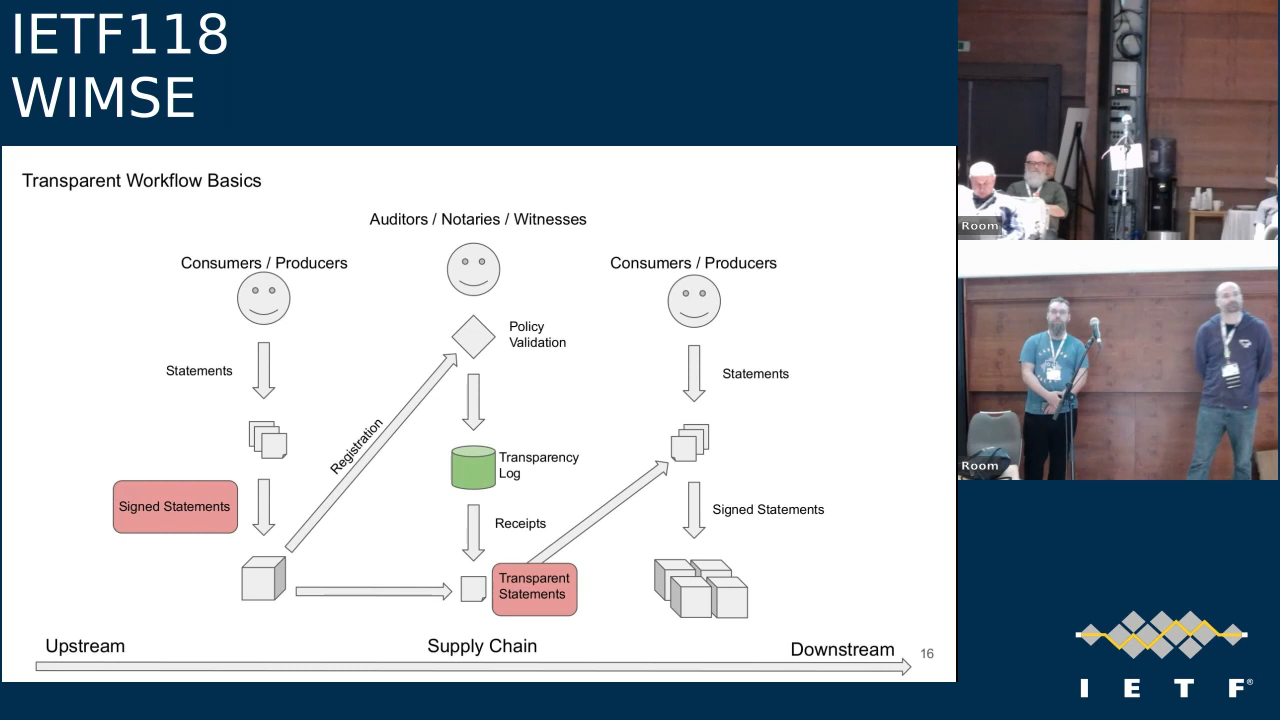 IETF118
WIMSE
Transparent Workflow Basics
Auditors / Notaries / Witnesses
Consumers / Producers
Consumers / Producers
Policy
Validation
Statements
Statements
Registration
Transparency
Log
Signed Statements
Signed Statements
Receipts
Transparent
Statements
Upstream
Supply Chain
Downstream
16
Room
Room
I E T F®